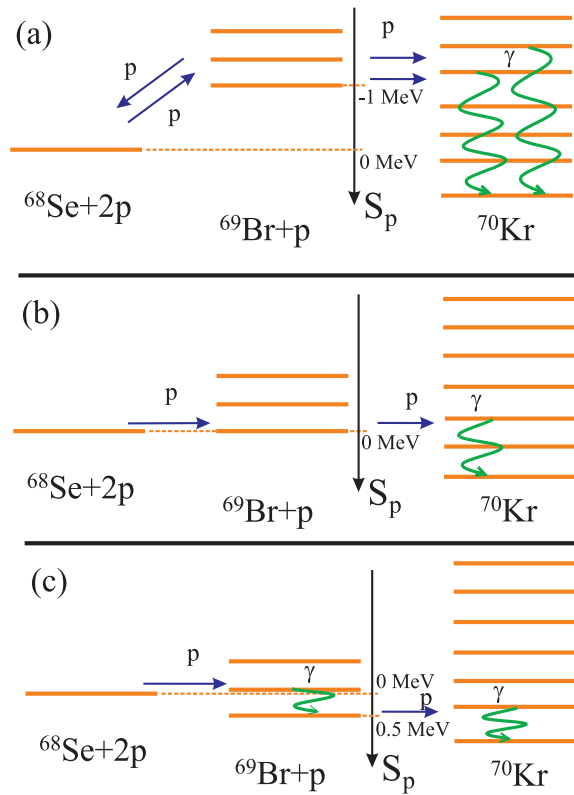 (a)
p
p
p
γ
-1 MeV
0 MeV
⁶⁸Se+2p
⁶⁹Br+p
Sₚ
⁷⁰Kr
(b)
p
p
γ
0 MeV
⁶⁸Se+2p
⁶⁹Br+p
Sₚ
⁷⁰Kr
(c)
p
γ
0 MeV
p
γ
0.5 MeV
⁶⁸Se+2p
⁶⁹Br+p
Sₚ
⁷⁰Kr